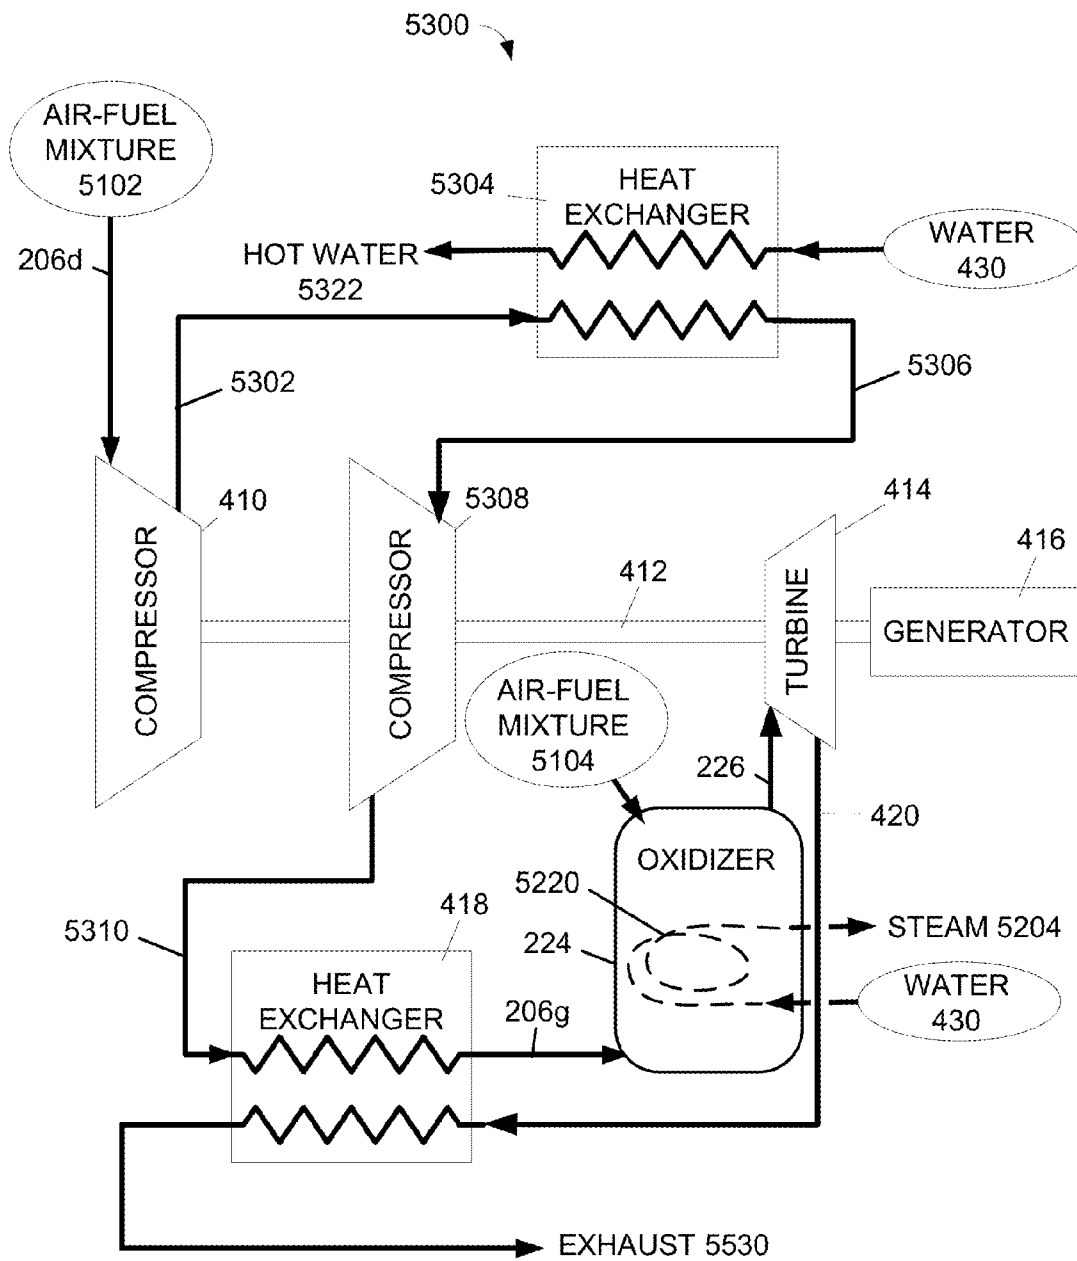 5300
AIR-FUEL
MIXTURE
5102
206d
5304
HEAT
EXCHANGER
HOT WATER
5322
WATER
430
5302
5306
410
COMPRESSOR
5308
COMPRESSOR
412
414
TURBINE
416
GENERATOR
AIR-FUEL
MIXTURE
5104
226
420
OXIDIZER
5220
224
STEAM 5204
WATER
430
5310
418
HEAT
EXCHANGER
206g
EXHAUST 5530